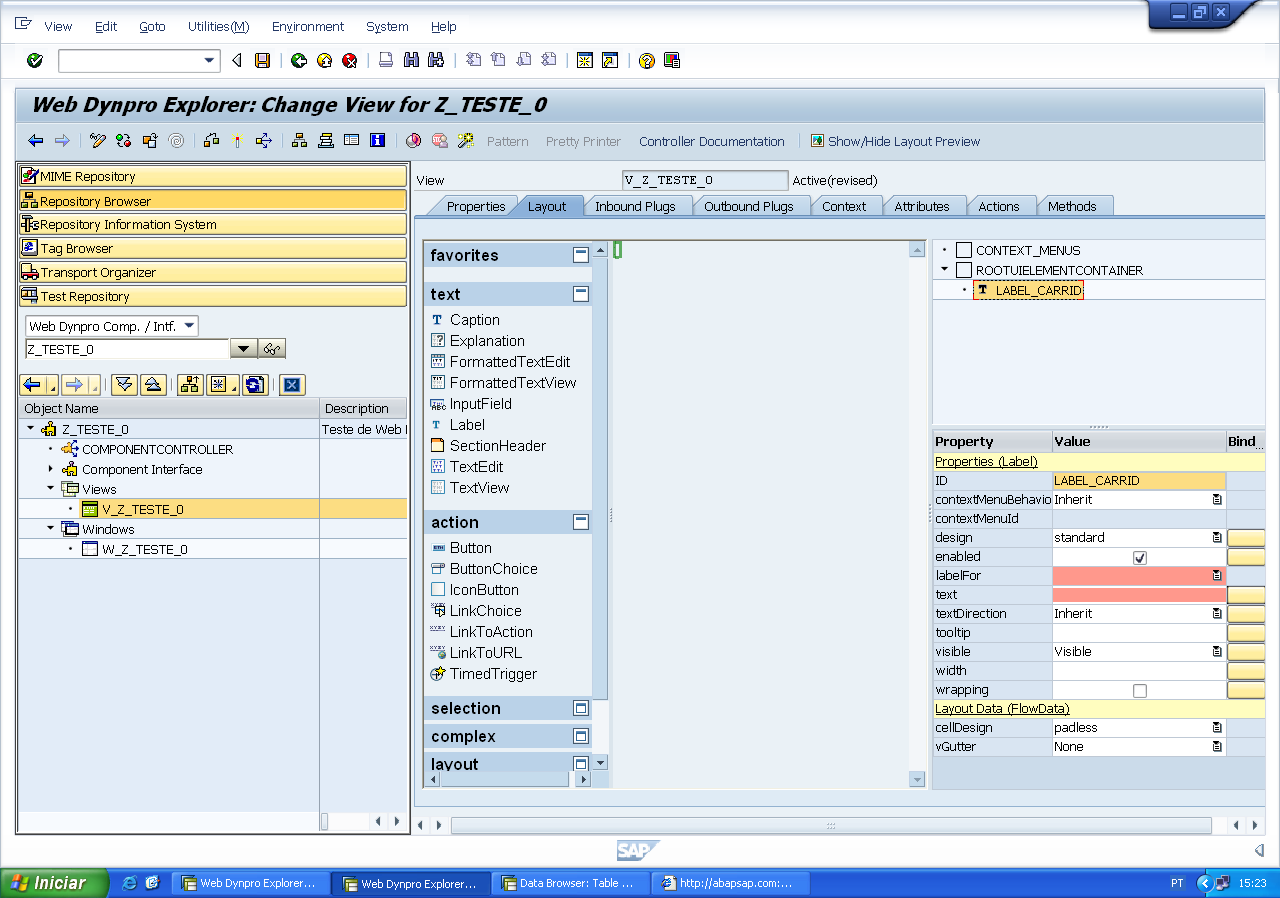 View Edit Goto Utilities(M) Environment System Help
Web Dynpro Explorer: Change View for Z_TESTE_0
Pattern Pretty Printer Controller Documentation Show/Hide Layout Preview
MIME Repository
Repository Browser
Repository Information System
Tag Browser
Transport Organizer
Test Repository
Web Dynpro Comp. / Intf.
Z_TESTE_0
Object Name Description
Z_TESTE_0 Teste de Web
COMPONENTCONTROLLER
Component Interface
Views
V_Z_TESTE_0
Windows
W_Z_TESTE_0
View V_Z_TESTE_0 Active(revised)
Properties Layout Inbound Plugs Outbound Plugs Context Attributes Actions Methods
favorites
text
Caption
Explanation
FormattedTextEdit
FormattedTextView
InputField
Label
SectionHeader
TextEdit
TextView
action
Button
ButtonChoice
IconButton
LinkChoice
LinkToAction
LinkToURL
TimedTrigger
selection
complex
layout
CONTEXT_MENUS
ROOTUIELEMENTCONTAINER
LABEL_CARRID
Property Value Bind...
Properties (Label)
ID LABEL_CARRID
contextMenuBehavio Inherit
contextMenuId
design standard
enabled
labelFor
text
textDirection Inherit
tooltip
visible Visible
width
wrapping
Layout Data (FlowData)
cellDesign padless
vGutter None
SAP
Iniciar Web Dynpro Explorer... Web Dynpro Explorer... Data Browser: Table ... http://abapsap.com:... PT 15:23